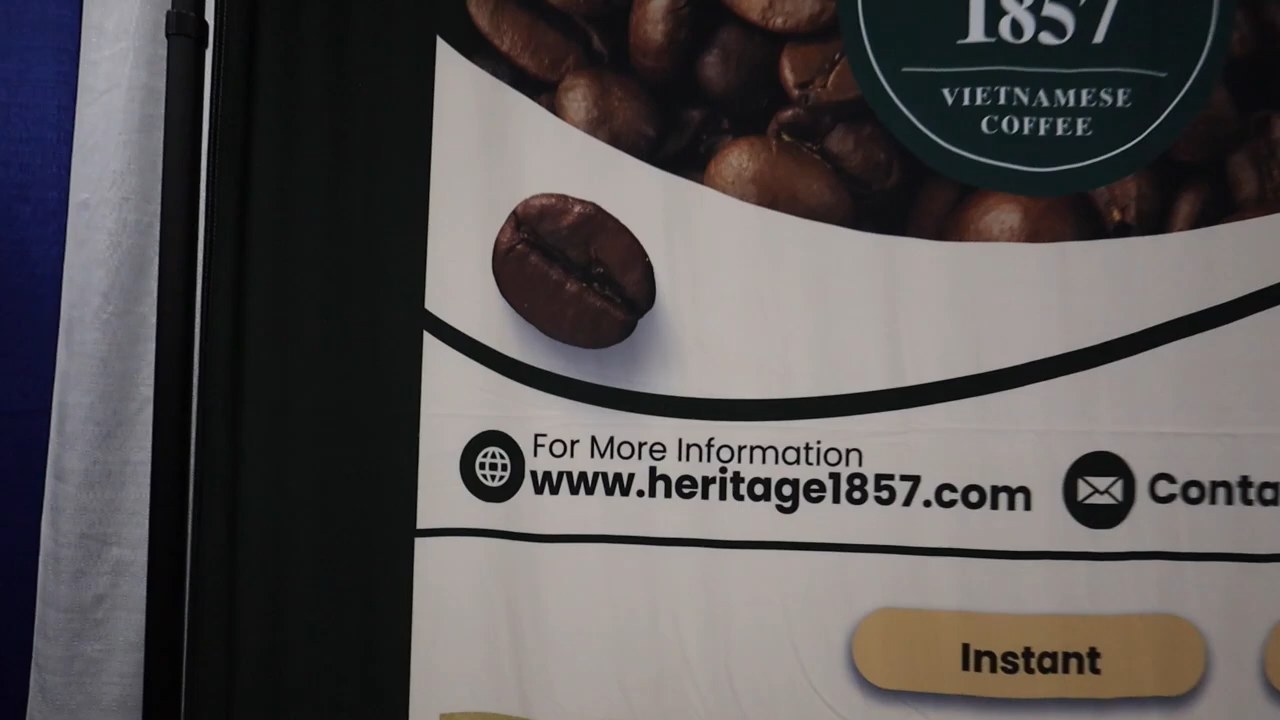 1857
VIETNAMESE
COFFEE
For More Information
www.heritage1857.com
Conta
Instant